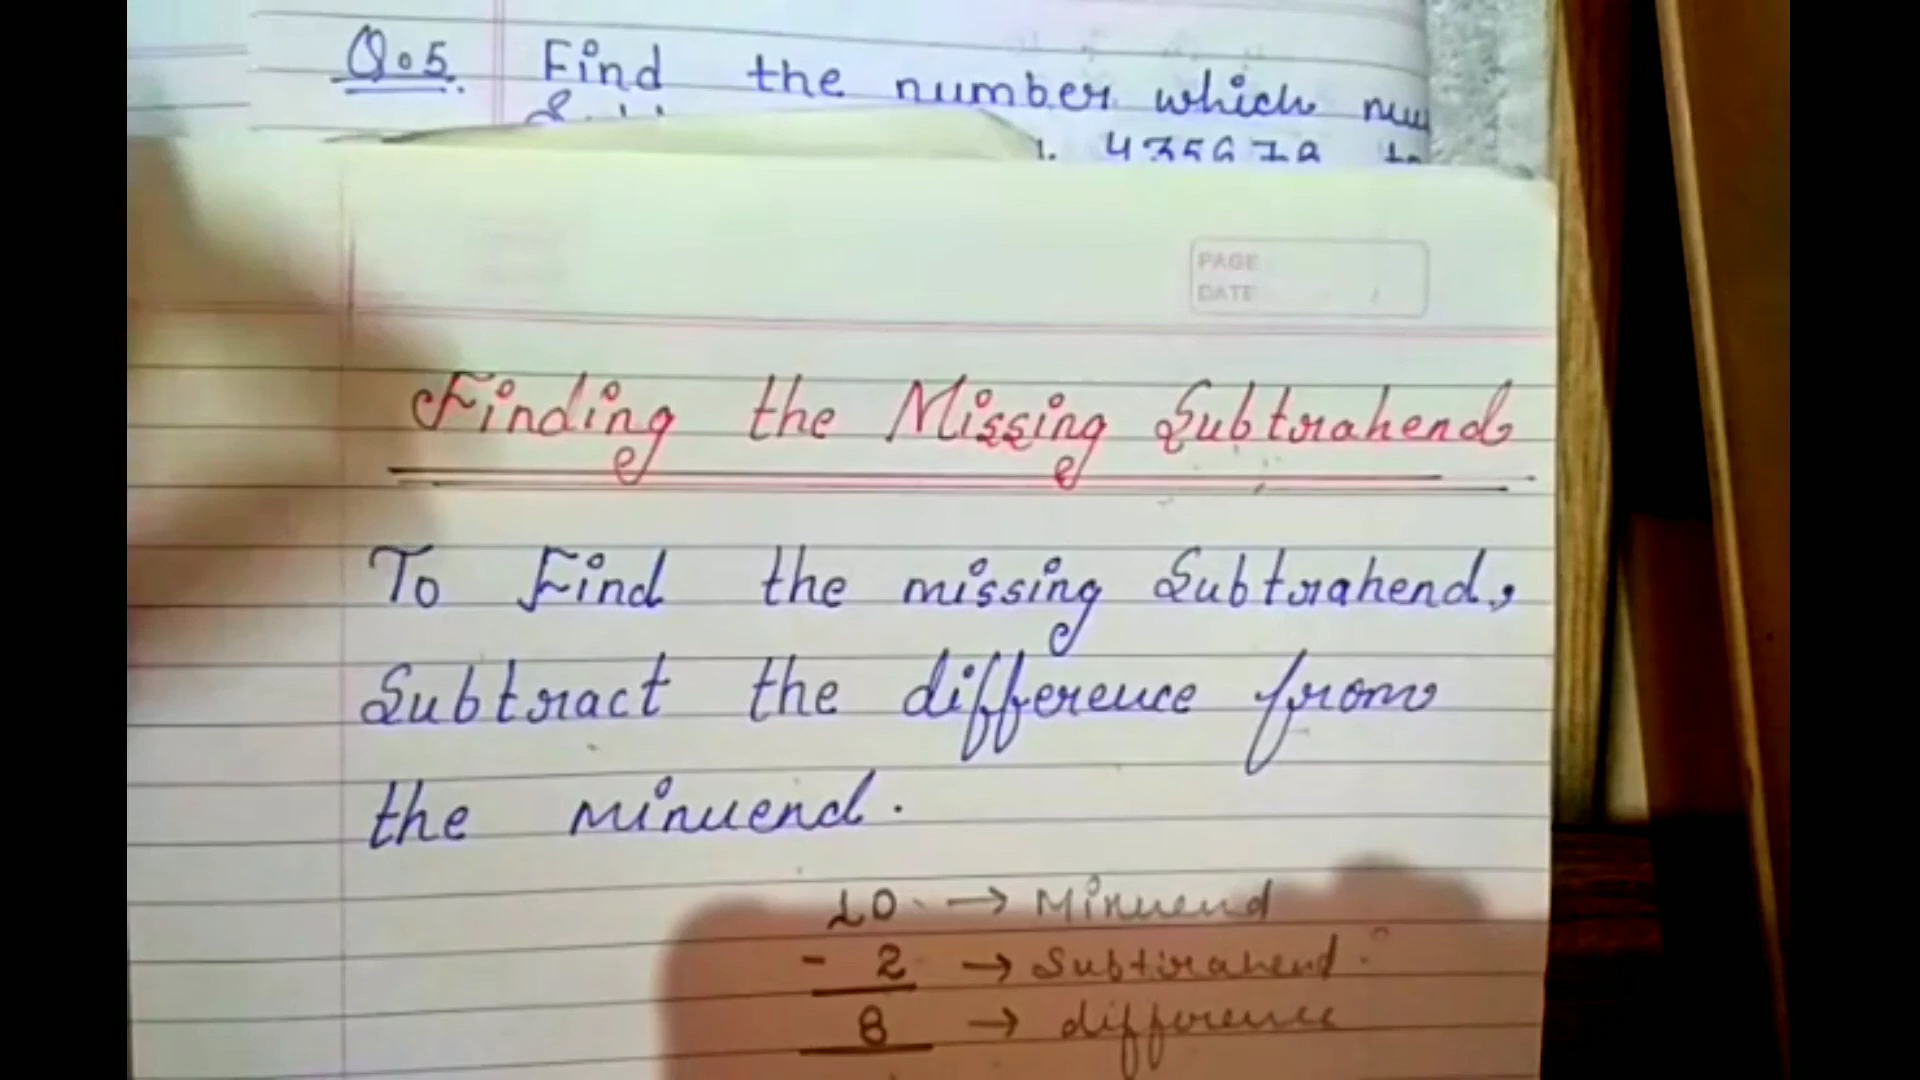 Q.5. Find the number which
PAGE
DATE /
Finding the Missing Subtrahend
To Find the missing Subtrahend,
Subtract the difference from
the minuend.
10 → Minuend
- 2 → Subtrahend
8 → difference